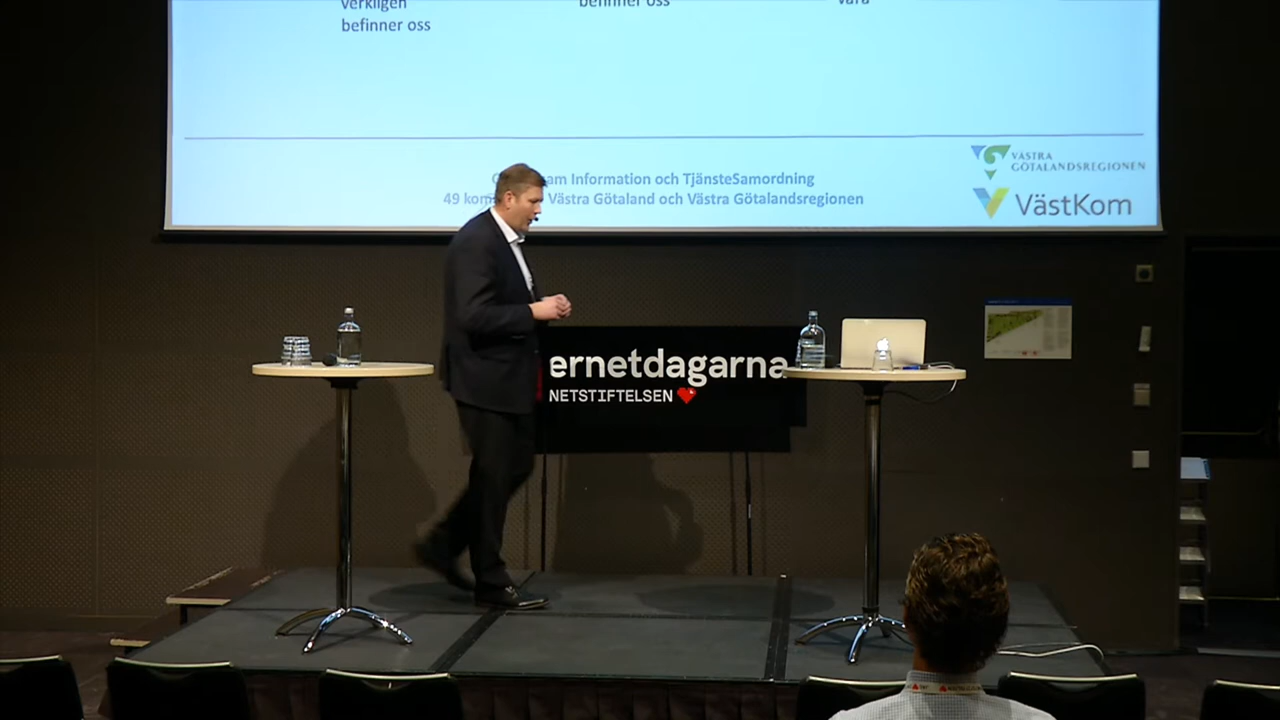 verkligen
befinner oss
befinner oss
vara
am Information och TjänsteSamordning
49 kom Västra Götaland och Västra Götalandsregionen
VÄSTRA
GÖTALANDSREGIONEN
VästKom
ernetdagarna
NETSTIFTELSEN